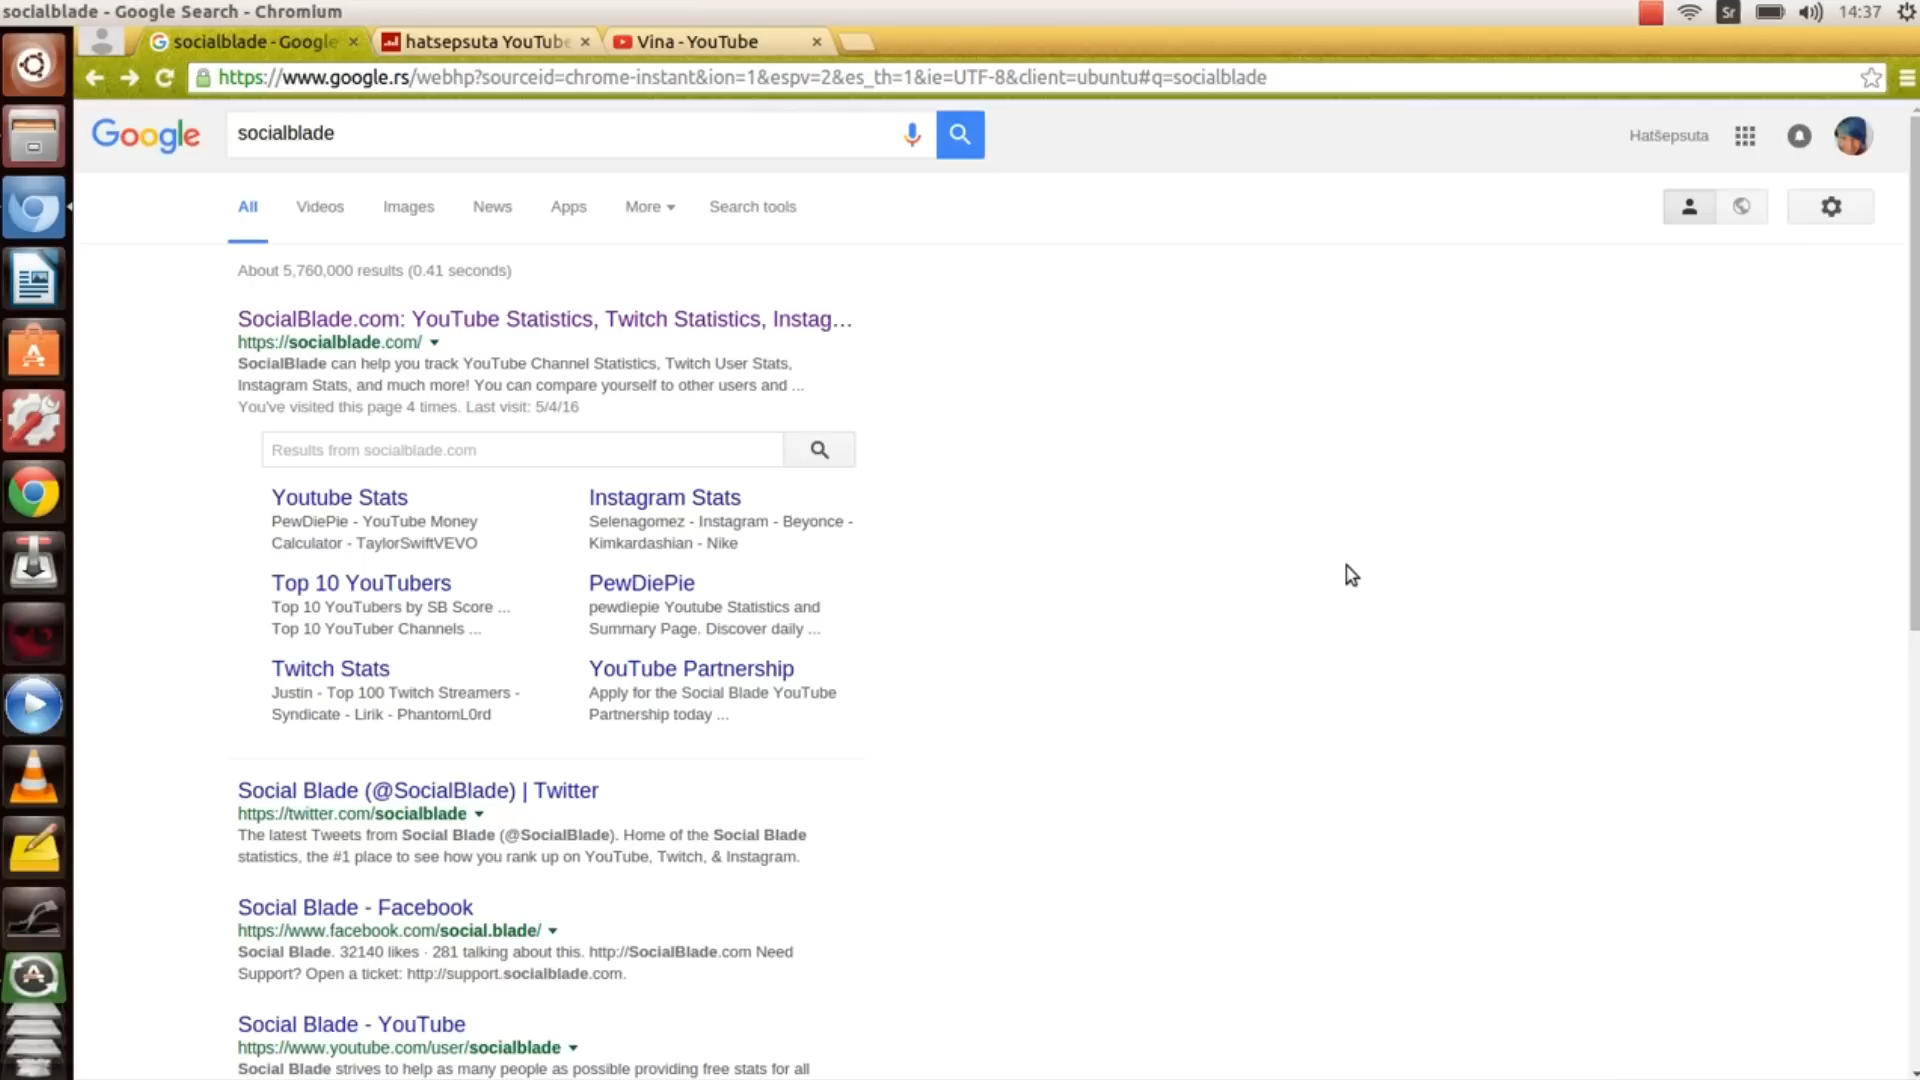 socialblade - Google Search - Chromium
Sr
14:37
socialblade - Google
hatsepsuta YouTube
Vina - YouTube
https://www.google.rs/webhp?sourceid=chrome-instant&ion=1&espv=2&es_th=1&ie=UTF-8&client=ubuntu#q=socialblade
Google
socialblade
Hatšepsuta
All
Videos
Images
News
Apps
More
Search tools
About 5,760,000 results (0.41 seconds)
SocialBlade.com: YouTube Statistics, Twitch Statistics, Instag...
https://socialblade.com/
SocialBlade can help you track YouTube Channel Statistics, Twitch User Stats,
Instagram Stats, and much more! You can compare yourself to other users and ...
You've visited this page 4 times. Last visit: 5/4/16
Results from socialblade.com
Youtube Stats
PewDiePie - YouTube Money
Calculator - TaylorSwiftVEVO
Instagram Stats
Selenagomez - Instagram - Beyonce -
Kimkardashian - Nike
Top 10 YouTubers
Top 10 YouTubers by SB Score ...
Top 10 YouTuber Channels ...
PewDiePie
pewdiepie Youtube Statistics and
Summary Page. Discover daily ...
Twitch Stats
Justin - Top 100 Twitch Streamers -
Syndicate - Lirik - PhantomL0rd
YouTube Partnership
Apply for the Social Blade YouTube
Partnership today ...
Social Blade (@SocialBlade) | Twitter
https://twitter.com/socialblade
The latest Tweets from Social Blade (@SocialBlade). Home of the Social Blade
statistics, the #1 place to see how you rank up on YouTube, Twitch, & Instagram.
Social Blade - Facebook
https://www.facebook.com/social.blade/
Social Blade. 32140 likes · 281 talking about this. http://SocialBlade.com Need
Support? Open a ticket: http://support.socialblade.com.
Social Blade - YouTube
https://www.youtube.com/user/socialblade
Social Blade strives to help as many people as possible providing free stats for all